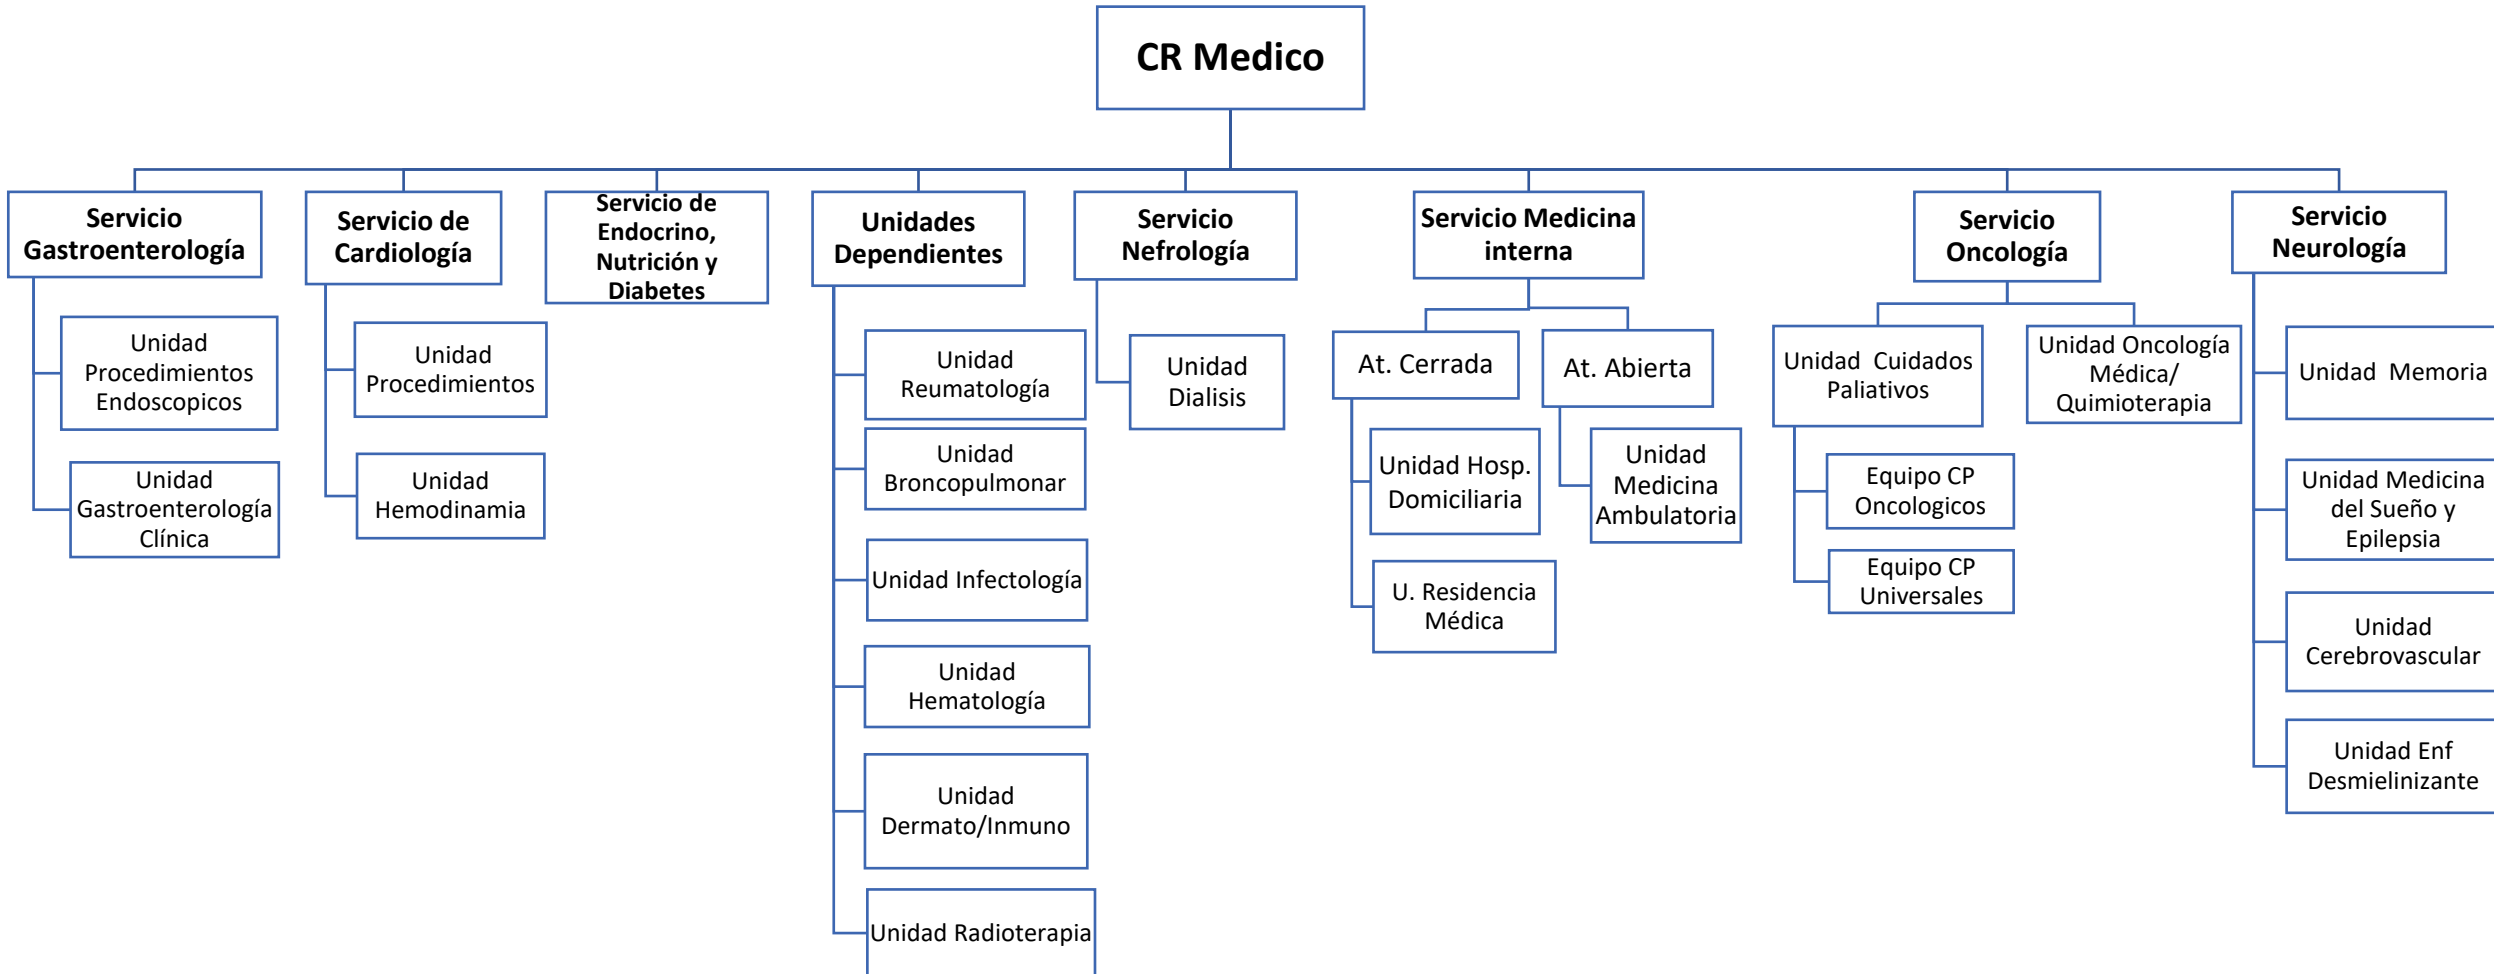 CR Medico
Servicio
Gastroenterología
Unidad
Procedimientos
Endoscopicos
Unidad
Gastroenterología
Clínica
Servicio de
Cardiología
Unidad
Procedimientos
Unidad
Hemodinamia
Servicio de
Endocrino,
Nutrición y
Diabetes
Unidades
Dependientes
Unidad
Reumatología
Unidad
Broncopulmonar
Unidad Infectología
Unidad
Hematología
Unidad
Dermato/Inmuno
Unidad Radioterapia
Servicio
Nefrología
Unidad
Dialisis
Servicio Medicina
interna
At. Cerrada
Unidad Hosp.
Domiciliaria
U. Residencia
Médica
At. Abierta
Unidad
Medicina
Ambulatoria
Servicio
Oncología
Unidad  Cuidados
Paliativos
Equipo CP
Oncologicos
Equipo CP
Universales
Unidad Oncología
Médica/
Quimioterapia
Servicio
Neurología
Unidad  Memoria
Unidad Medicina
del Sueño y
Epilepsia
Unidad
Cerebrovascular
Unidad Enf
Desmielinizante